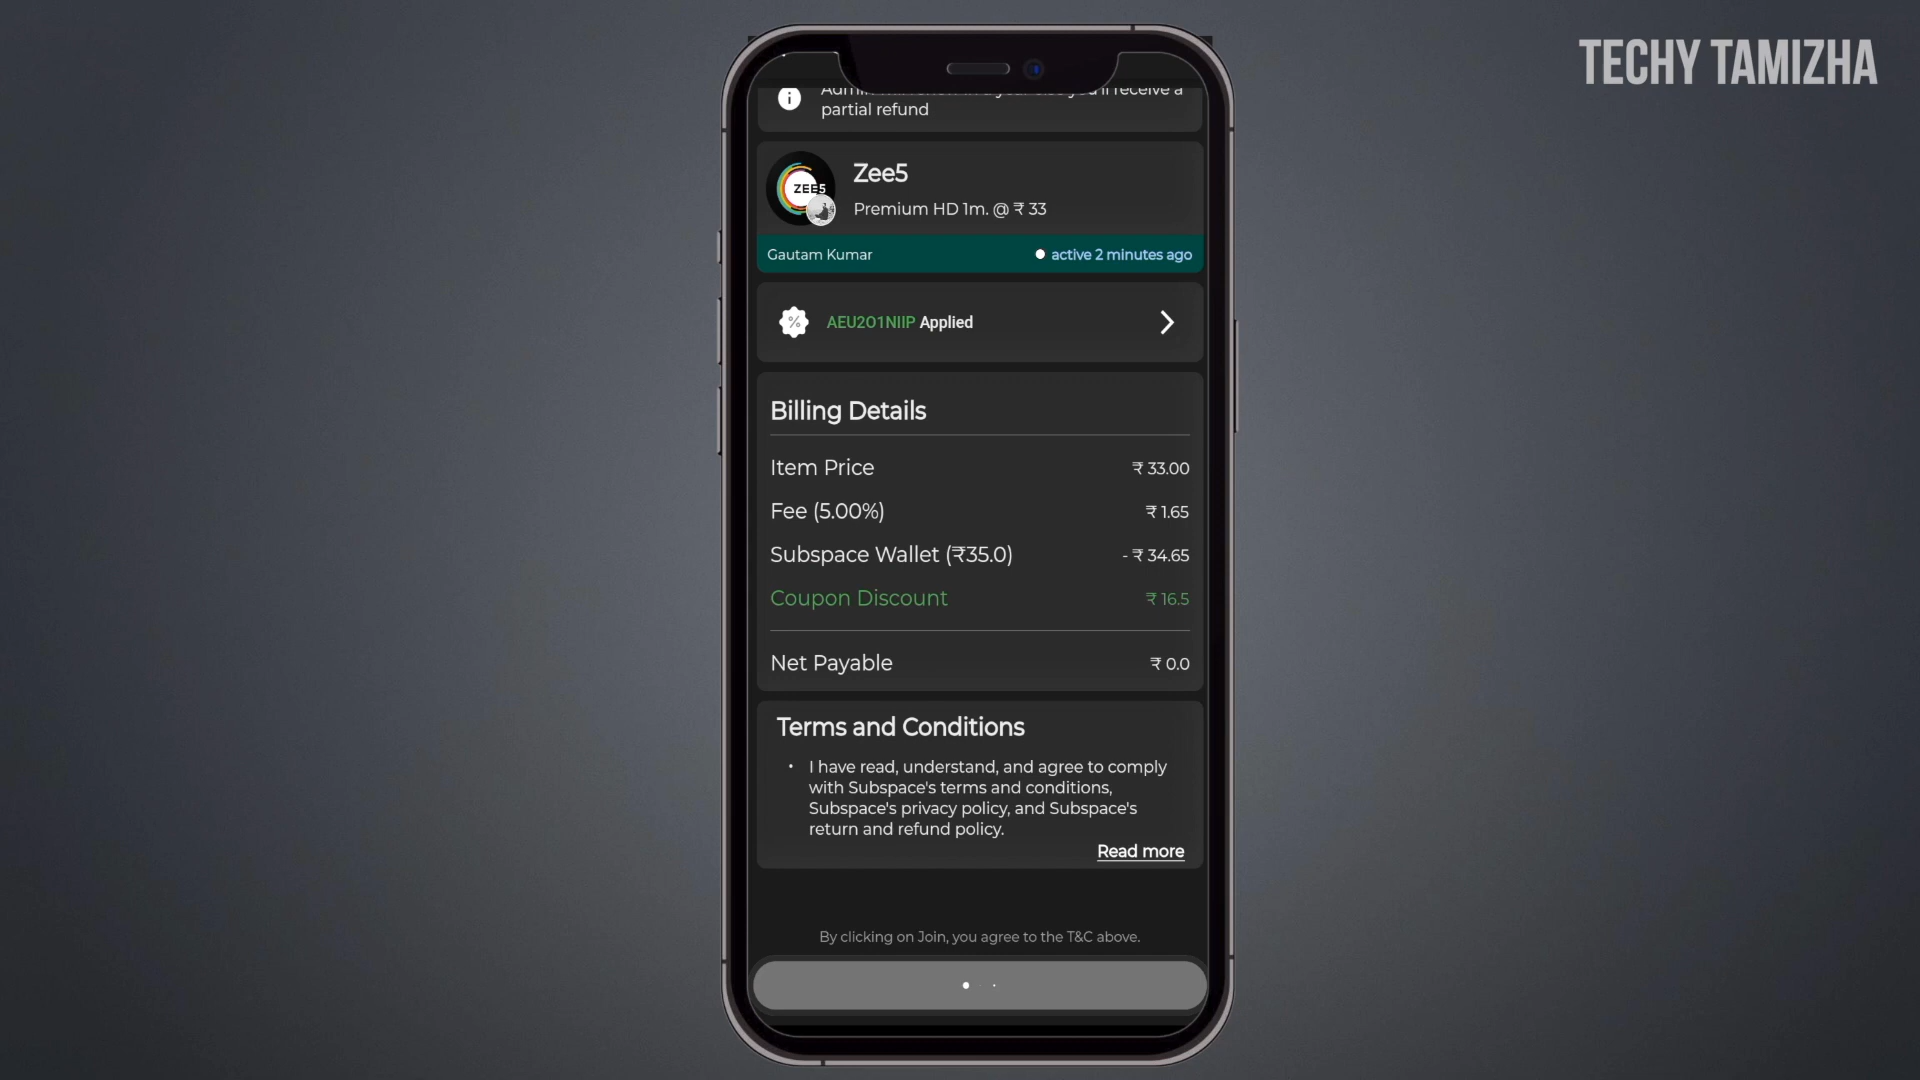 TECHY TAMIZHA
partial refund
Zee5
ZEE5
Premium HD 1m. @ ₹ 33
Gautam Kumar
active 2 minutes ago
AEU2O1NIIP Applied
Billing Details
Item Price ₹ 33.00
Fee (5.00%) ₹ 1.65
Subspace Wallet (₹35.0) - ₹ 34.65
Coupon Discount ₹ 16.5
Net Payable ₹ 0.0
Terms and Conditions
• I have read, understand, and agree to comply
with Subspace's terms and conditions,
Subspace's privacy policy, and Subspace's
return and refund policy.
Read more
By clicking on Join, you agree to the T&C above.